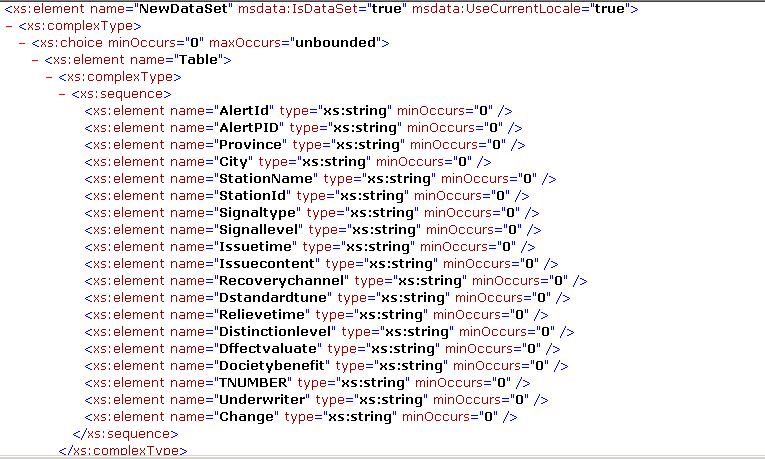 <xs:element name="NewDataSet" msdata:IsDataSet="true" msdata:UseCurrentLocale="true">
− <xs:complexType>
− <xs:choice minOccurs="0" maxOccurs="unbounded">
− <xs:element name="Table">
− <xs:complexType>
− <xs:sequence>
<xs:element name="AlertId" type="xs:string" minOccurs="0" />
<xs:element name="AlertPID" type="xs:string" minOccurs="0" />
<xs:element name="Province" type="xs:string" minOccurs="0" />
<xs:element name="City" type="xs:string" minOccurs="0" />
<xs:element name="StationName" type="xs:string" minOccurs="0" />
<xs:element name="StationId" type="xs:string" minOccurs="0" />
<xs:element name="Signaltype" type="xs:string" minOccurs="0" />
<xs:element name="Signallevel" type="xs:string" minOccurs="0" />
<xs:element name="Issuetime" type="xs:string" minOccurs="0" />
<xs:element name="Issuecontent" type="xs:string" minOccurs="0" />
<xs:element name="Recoverychannel" type="xs:string" minOccurs="0" />
<xs:element name="Dstandardtune" type="xs:string" minOccurs="0" />
<xs:element name="Relievetime" type="xs:string" minOccurs="0" />
<xs:element name="Distinctionlevel" type="xs:string" minOccurs="0" />
<xs:element name="Dffectvaluate" type="xs:string" minOccurs="0" />
<xs:element name="Docietybenefit" type="xs:string" minOccurs="0" />
<xs:element name="TNUMBER" type="xs:string" minOccurs="0" />
<xs:element name="Underwriter" type="xs:string" minOccurs="0" />
<xs:element name="Change" type="xs:string" minOccurs="0" />
</xs:sequence>
</xs:complexType>